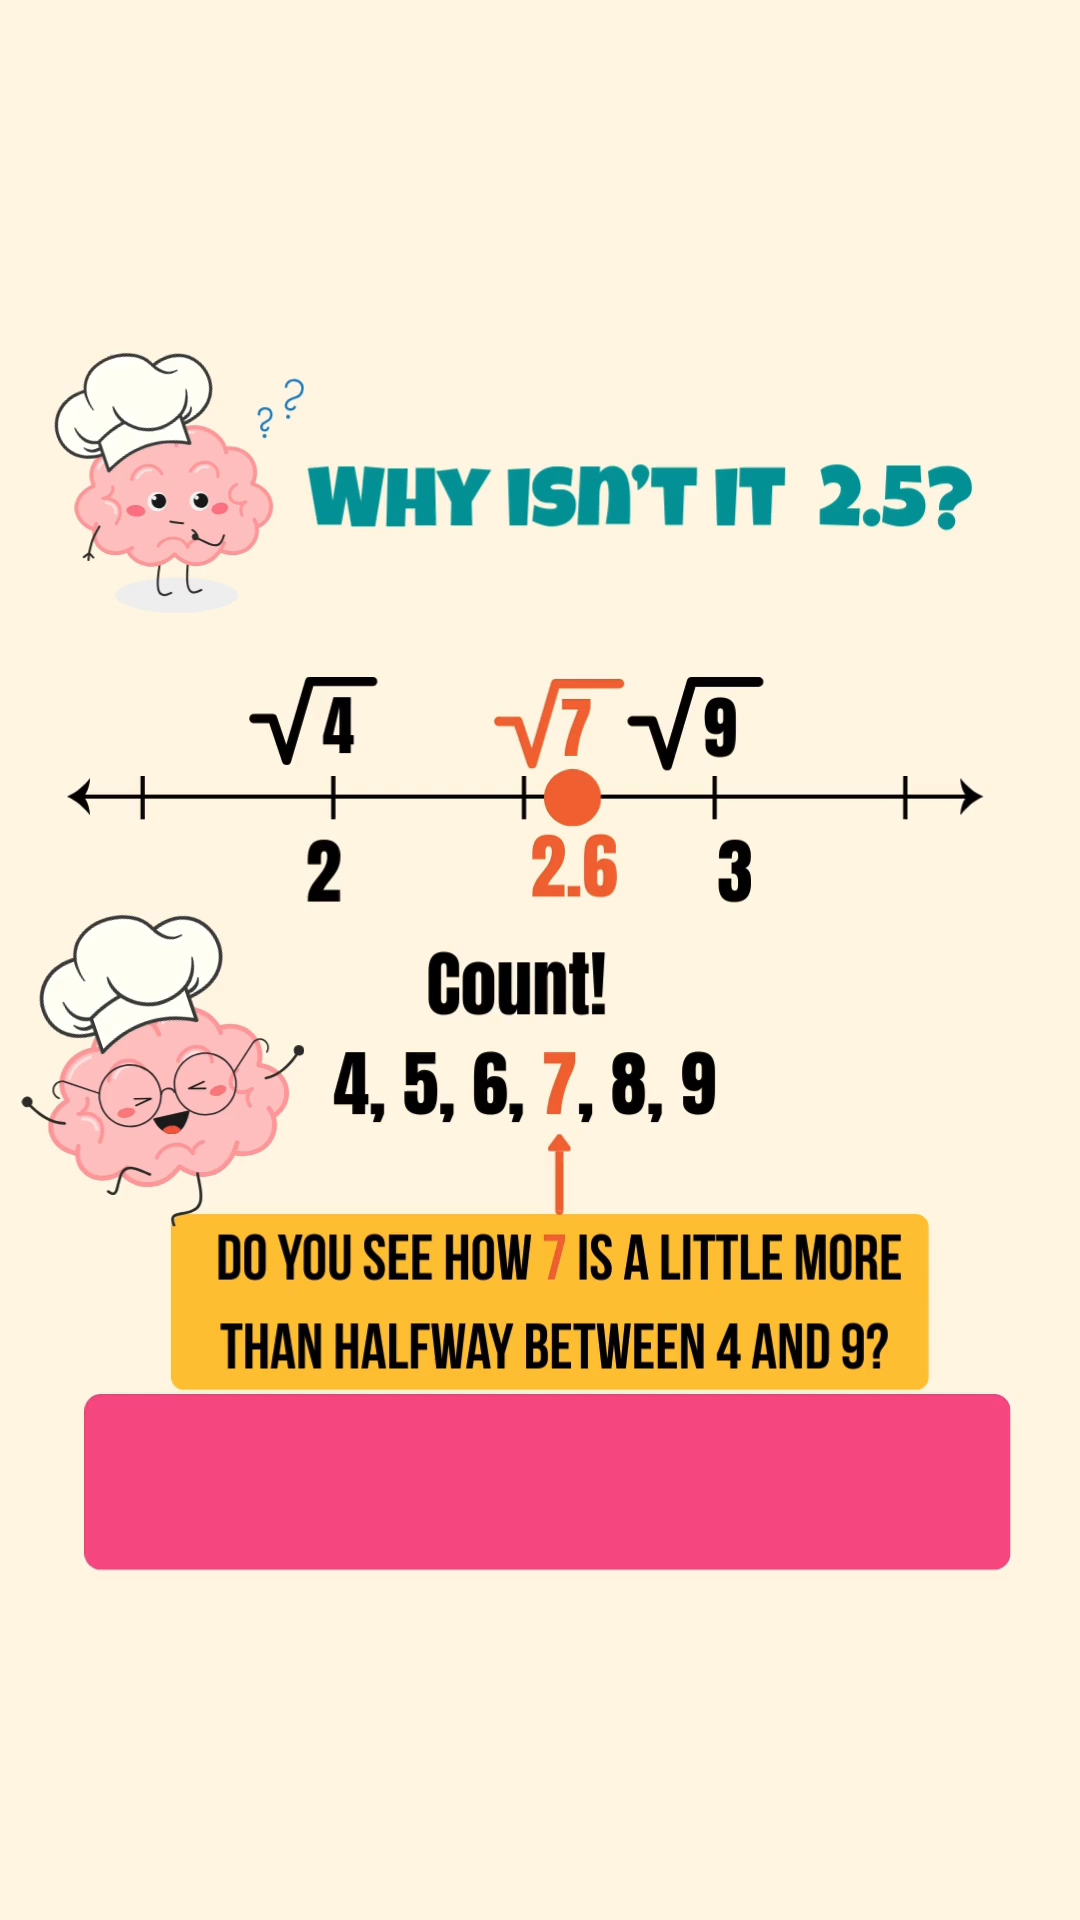 ? ?
WHY ISN'T IT 2.5?
√4 √7 √9
2 2.6 3
Count!
4, 5, 6, 7, 8, 9
DO YOU SEE HOW 7 IS A LITTLE MORE
THAN HALFWAY BETWEEN 4 AND 9?